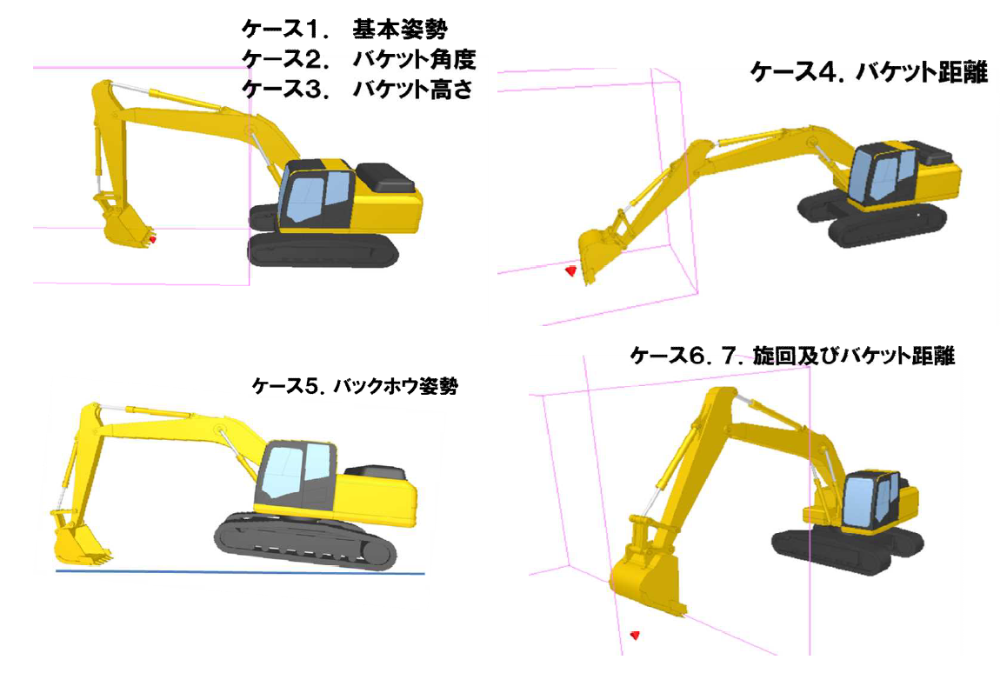 ケース１． 基本姿勢
ケース２． バケット角度
ケース３． バケット高さ
ケース４．バケット距離
ケース５．バックホウ姿勢
ケース６．７．旋回及びバケット距離